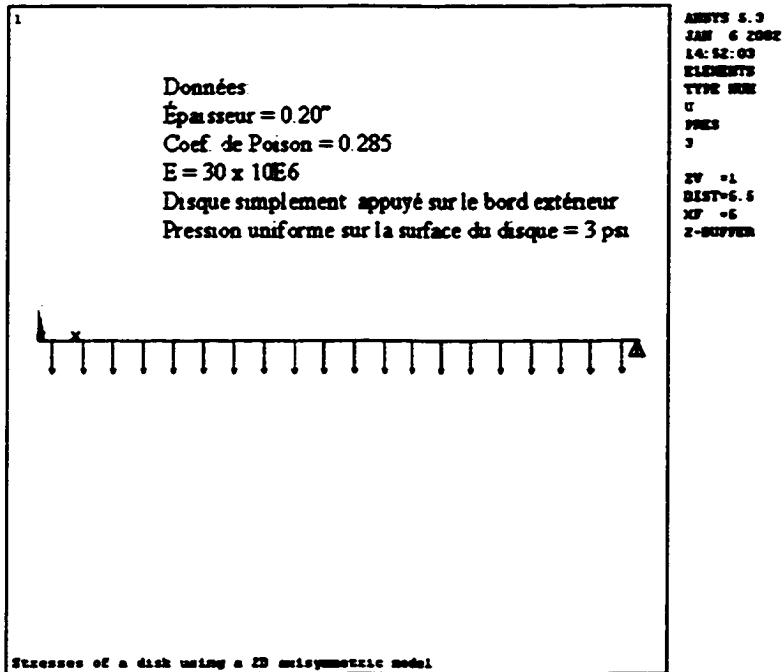 1
Données
Épaisseur = 0.20"
Coef. de Poison = 0.285
E = 30 x 10E6
Disque simplement appuyé sur le bord extérieur
Pression uniforme sur la surface du disque = 3 psi
x
Stresses of a disk using a 2D axisymmetric model
ANSYS 5.3
JAN 6 2002
14:52:03
ELEMENTS
TYPE NUM
U
PRES
3
ZV =1
DIST=5.5
XF =5
Z-BUFFER